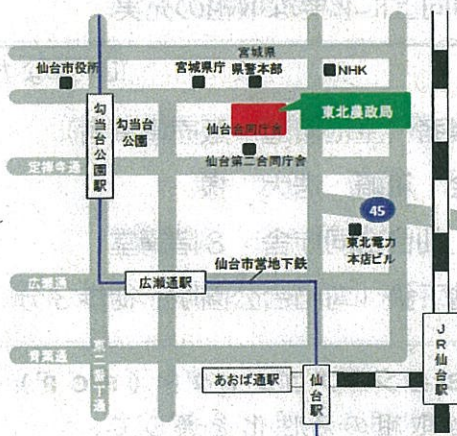 宮城県
仙台市役所
宮城県庁
県警本部
NHK
東北農政局
勾当台公園駅
勾当台
公園
仙台合同庁舎
仙台第二合同庁舎
定禅寺通
45
東北電力
本店ビル
仙台市営地下鉄
広瀬通
広瀬通駅
青葉通
東二番丁通
あおば通駅
仙台駅
JR仙台駅